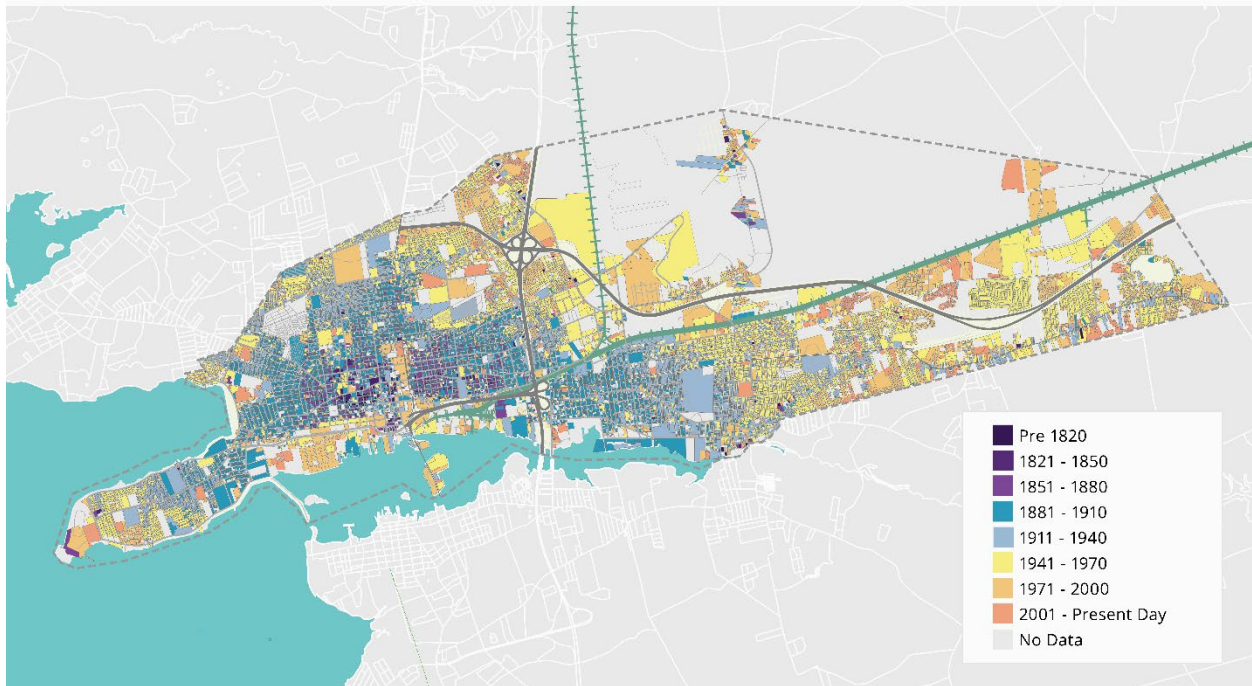 Pre 1820
1821 - 1850
1851 - 1880
1881 - 1910
1911 - 1940
1941 - 1970
1971 - 2000
2001 - Present Day
No Data